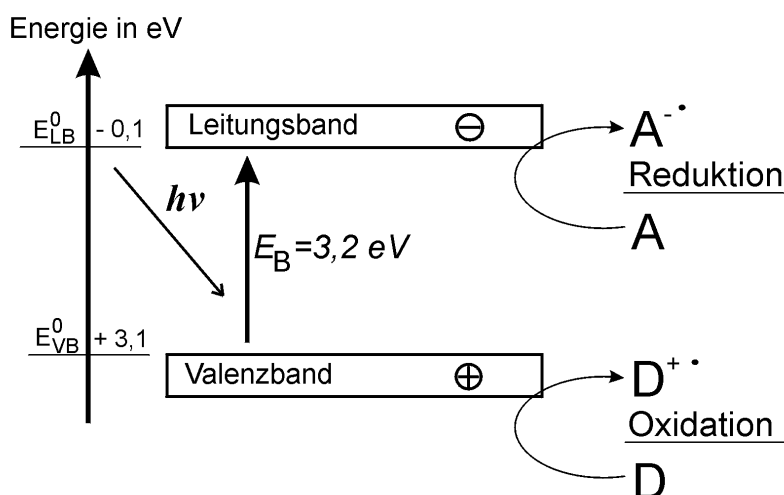 Energie in eV
E⁰LB - 0,1
Leitungsband ⊖
A⁻•
Reduktion
A
hν
EB=3,2 eV
E⁰VB + 3,1
Valenzband ⊕
D⁺•
Oxidation
D